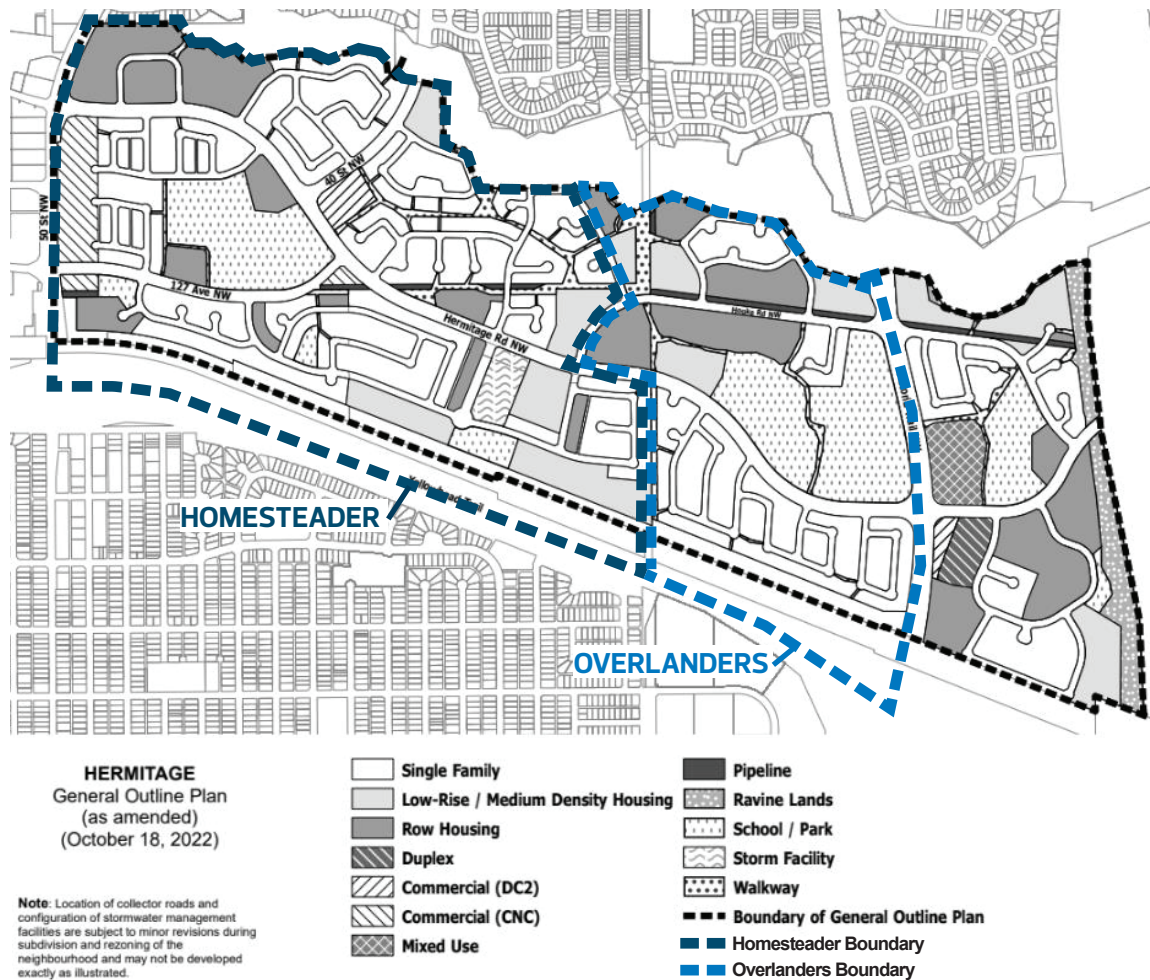 40 St NW
50 St NW
127 Ave NW
Hermitage Rd NW
Hooke Rd NW
Yellowhead Trail
HOMESTEADER
OVERLANDERS
HERMITAGE
General Outline Plan
(as amended)
(October 18, 2022)
Note: Location of collector roads and
configuration of stormwater management
facilities are subject to minor revisions during
subdivision and rezoning of the
neighbourhood and may not be developed
exactly as illustrated.
Single Family
Low-Rise / Medium Density Housing
Row Housing
Duplex
Commercial (DC2)
Commercial (CNC)
Mixed Use
Pipeline
Ravine Lands
School / Park
Storm Facility
Walkway
Boundary of General Outline Plan
Homesteader Boundary
Overlanders Boundary